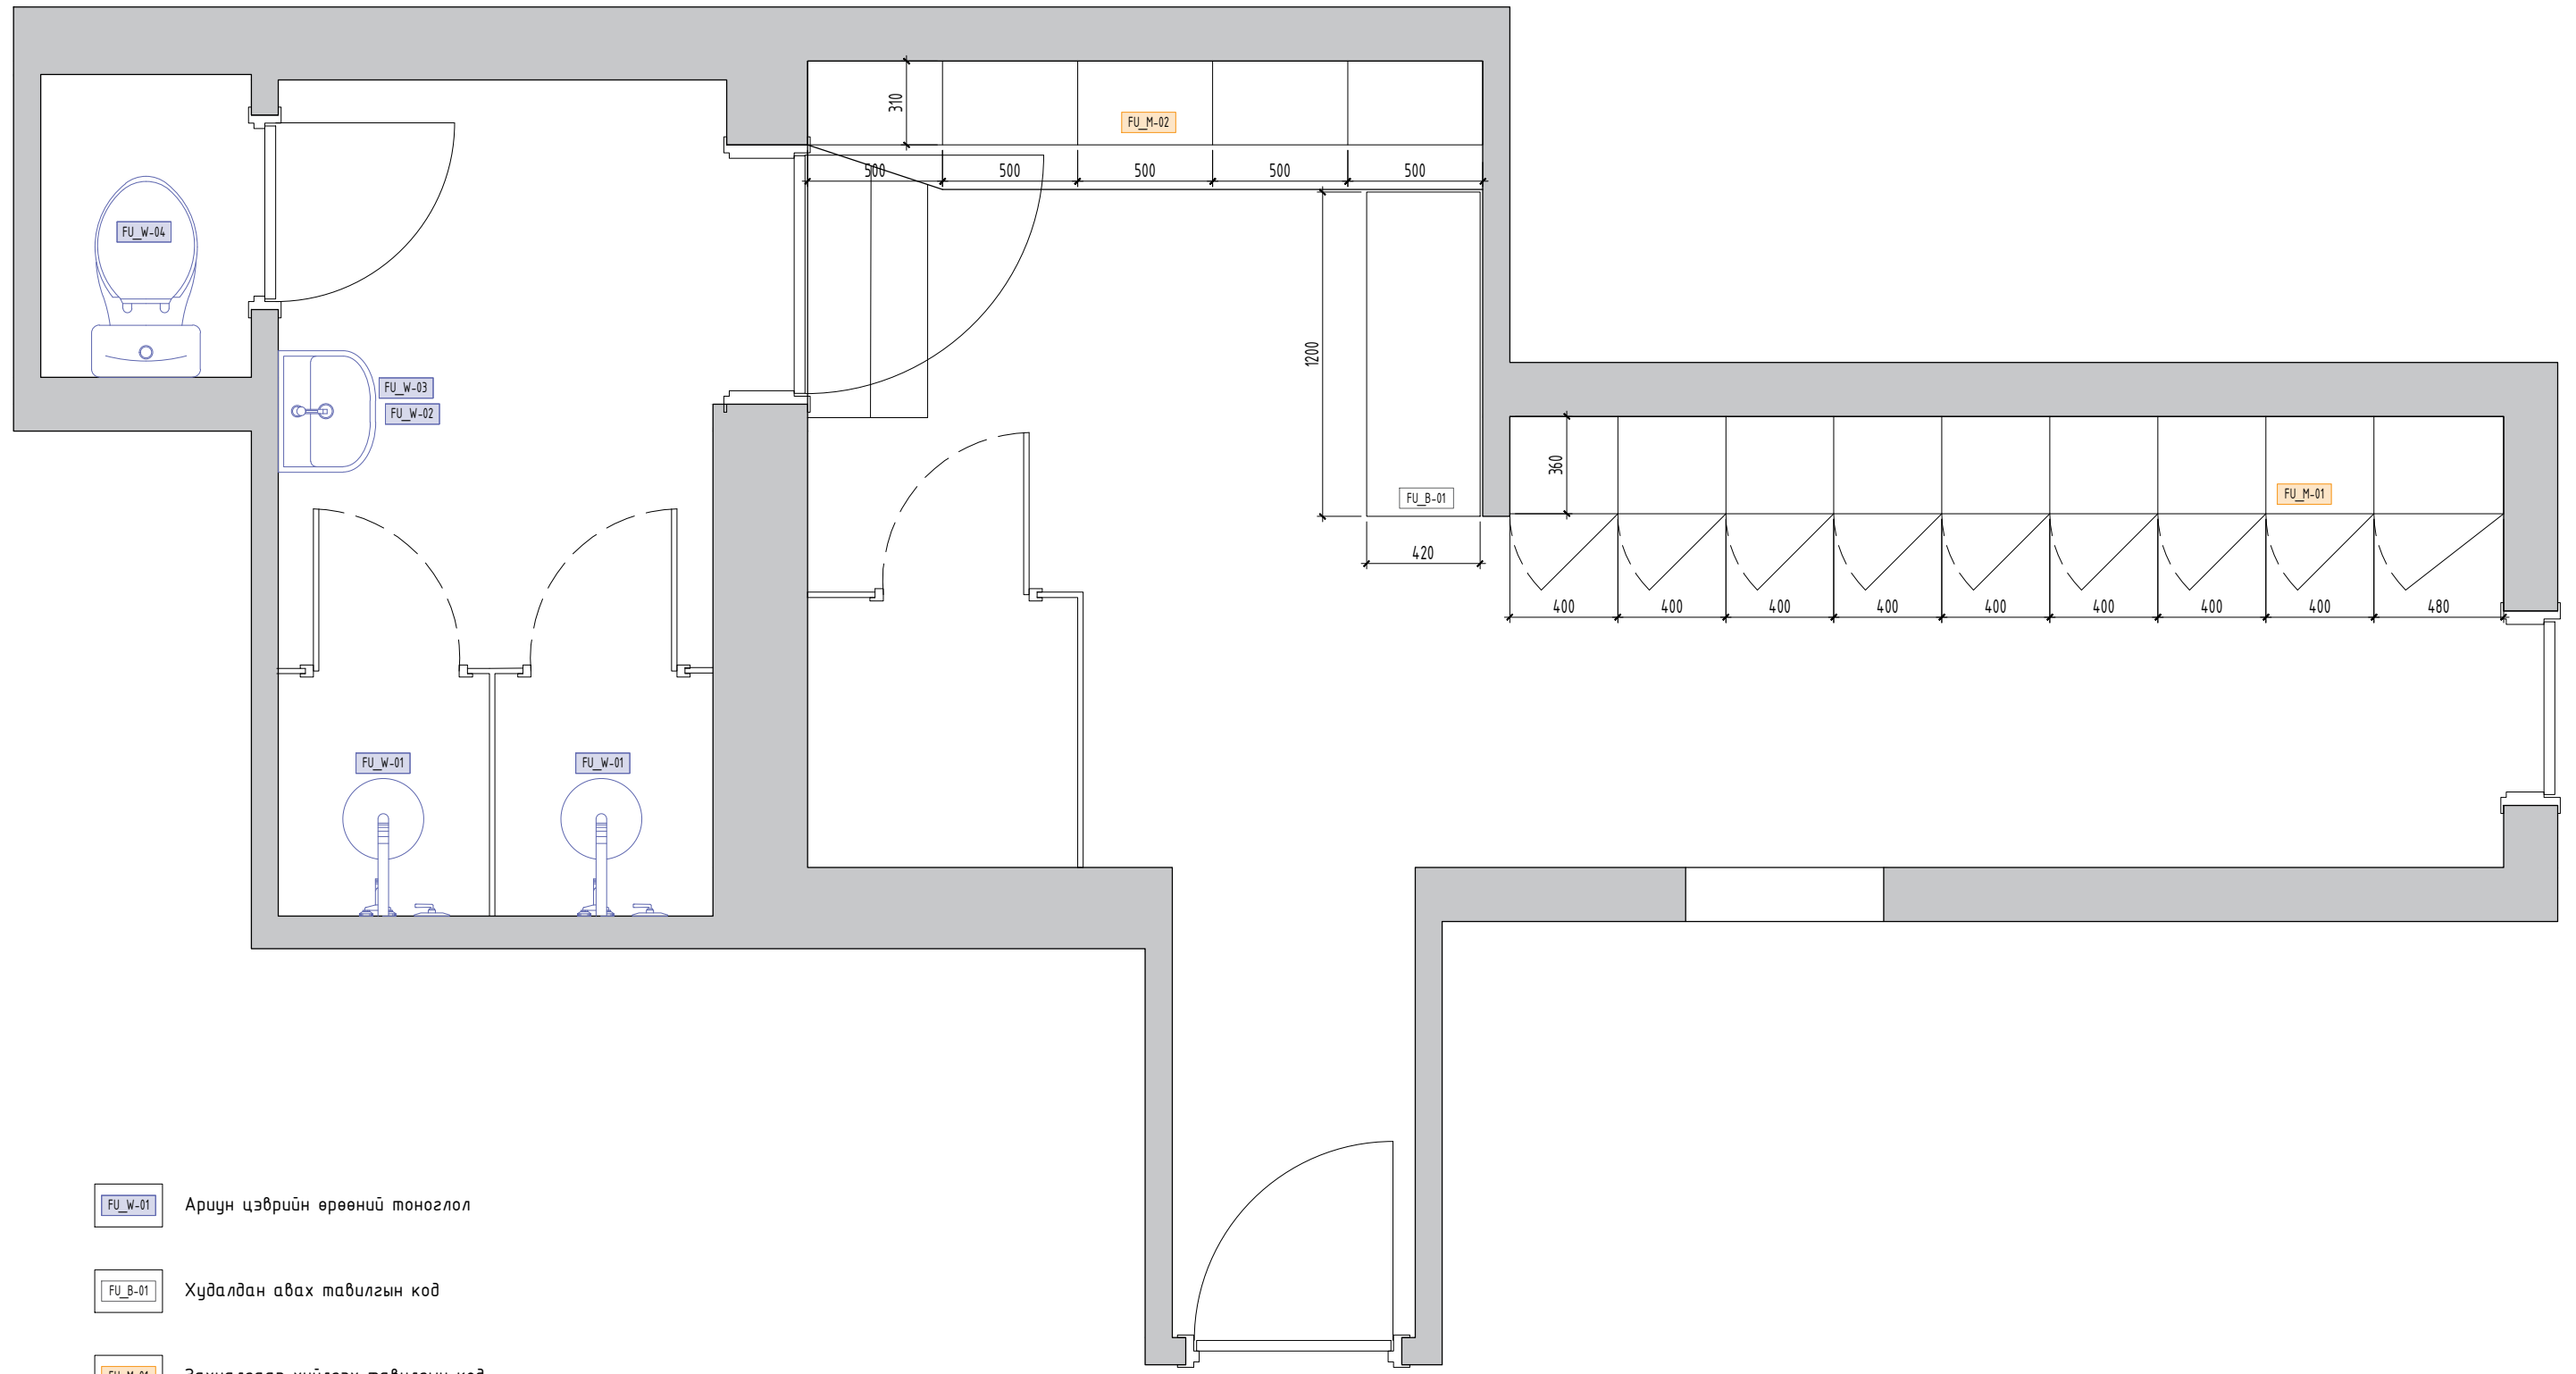 310
FU_M-02
500
500
500
500
500
FU_W-04
1200
FU_W-03
FU_W-02
360
FU_M-01
FU_B-01
420
400
400
400
400
400
400
400
400
480
FU_W-01
FU_W-01
FU_W-01 Ариун цэврийн өрөөний тоноглол
FU_B-01 Худалдан авах тавилгын код